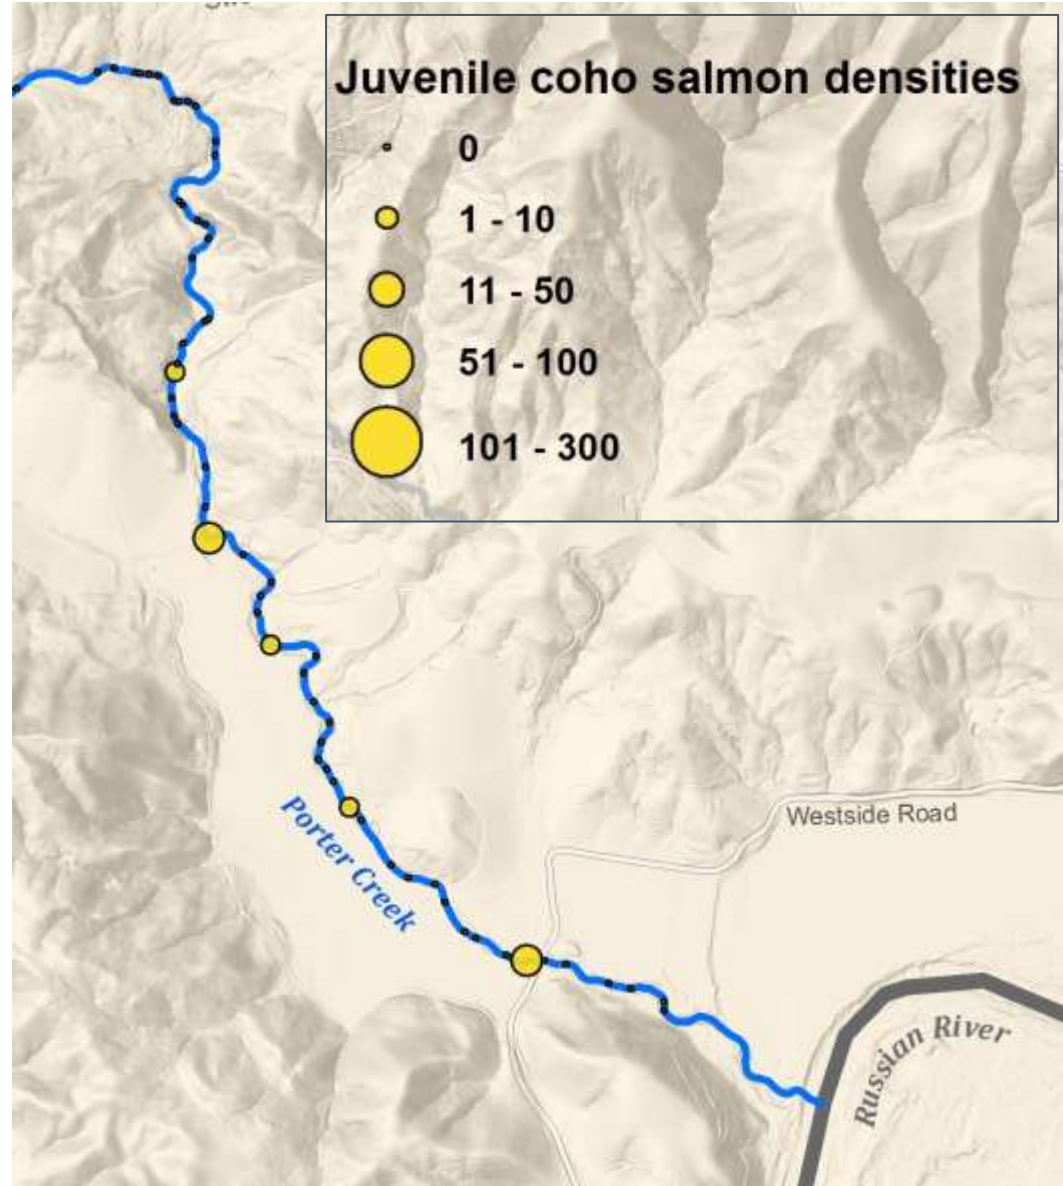 Juvenile coho salmon densities
0
1 - 10
11 - 50
51 - 100
101 - 300
Westside Road
Porter Creek
Russian River